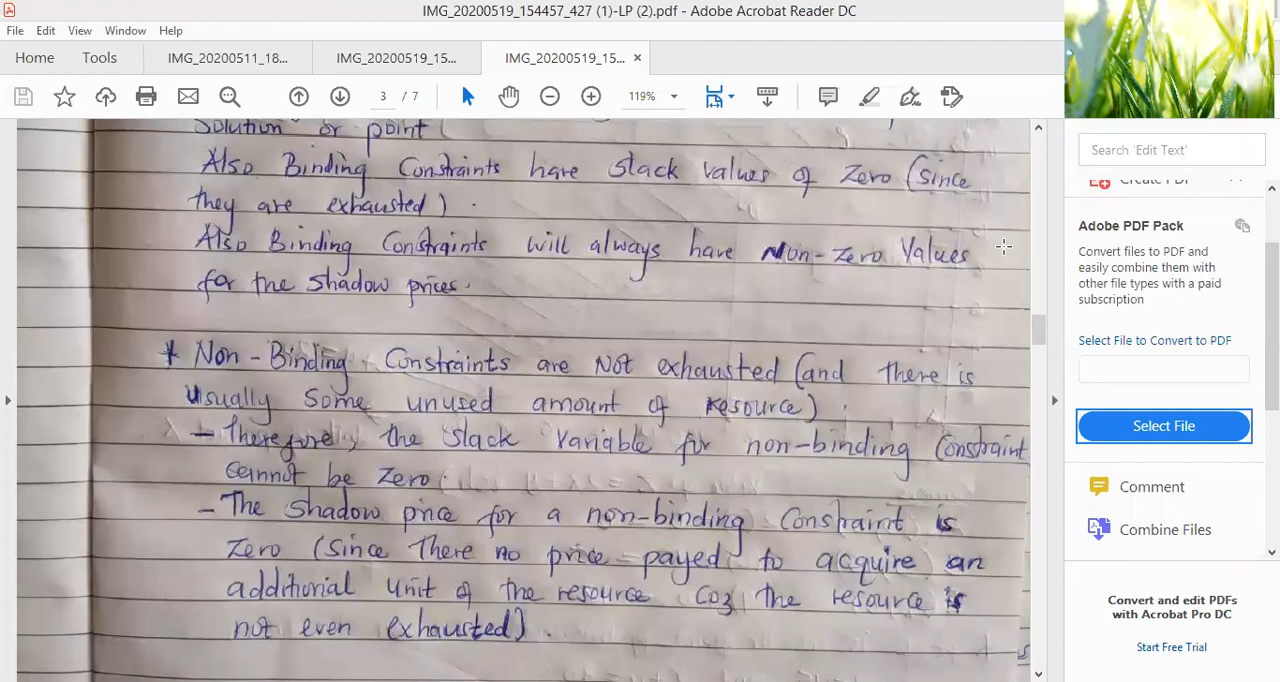 IMG_20200519_154457_427 (1)-LP (2).pdf - Adobe Acrobat Reader DC
File Edit View Window Help
Home Tools IMG_20200511_18... IMG_20200519_15... IMG_20200519_15... ×
3 / 7 119%
Solution or point (
Also Binding Constraints have slack values of zero (since
they are exhausted).
Also Binding Constraints will always have Non-zero Values
for the shadow prices.
* Non-Binding Constraints are Not exhausted (and there is
usually some unused amount of resource).
- Therefore, the slack variable for non-binding Constraint
cannot be zero
- The shadow price for a non-binding Constraint is
zero (since there no price payed to acquire an
additional unit of the resource coz the resource is
not even exhausted).
Search 'Edit Text'
Create PDF
Adobe PDF Pack
Convert files to PDF and
easily combine them with
other file types with a paid
subscription
Select File to Convert to PDF
Select File
Comment
Combine Files
Convert and edit PDFs
with Acrobat Pro DC
Start Free Trial